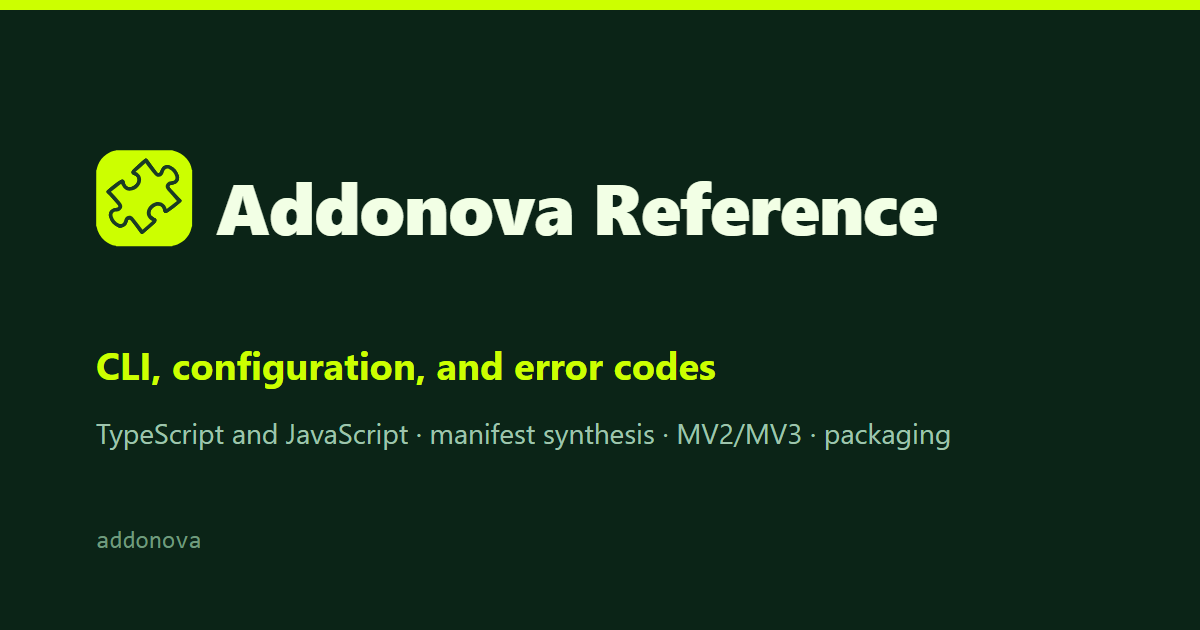 Addonova Reference
CLI, configuration, and error codes
TypeScript and JavaScript · manifest synthesis · MV2/MV3 · packaging
addonova